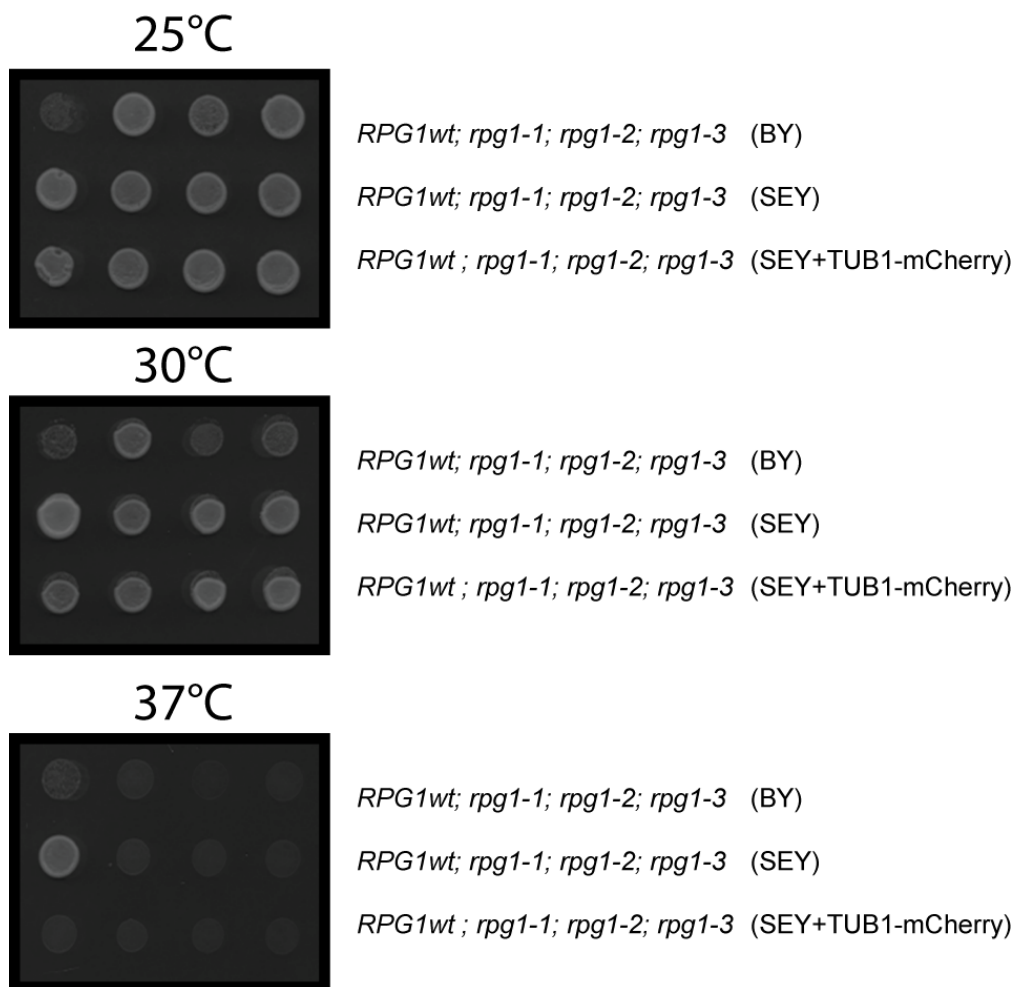 25°C
RPG1wt; rpg1-1; rpg1-2; rpg1-3 (BY)
RPG1wt; rpg1-1; rpg1-2; rpg1-3 (SEY)
RPG1wt ; rpg1-1; rpg1-2; rpg1-3 (SEY+TUB1-mCherry)
30°C
RPG1wt; rpg1-1; rpg1-2; rpg1-3 (BY)
RPG1wt; rpg1-1; rpg1-2; rpg1-3 (SEY)
RPG1wt ; rpg1-1; rpg1-2; rpg1-3 (SEY+TUB1-mCherry)
37°C
RPG1wt; rpg1-1; rpg1-2; rpg1-3 (BY)
RPG1wt; rpg1-1; rpg1-2; rpg1-3 (SEY)
RPG1wt ; rpg1-1; rpg1-2; rpg1-3 (SEY+TUB1-mCherry)